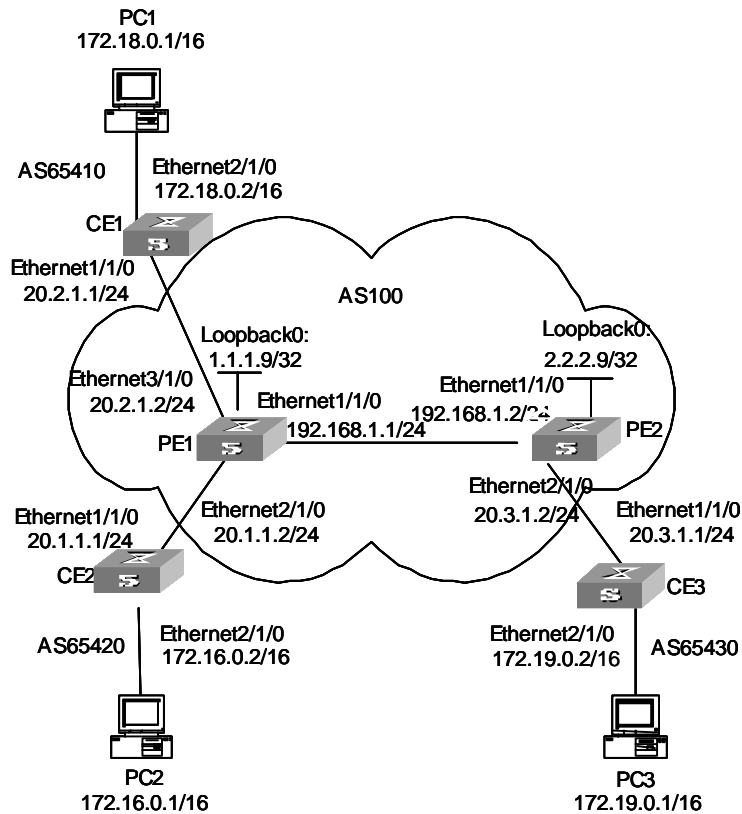 PC1
172.18.0.1/16
AS65410
Ethernet2/1/0
172.18.0.2/16
CE1
Ethernet1/1/0
20.2.1.1/24
AS100
Loopback0:
1.1.1.9/32
Loopback0:
2.2.2.9/32
Ethernet3/1/0
20.2.1.2/24
Ethernet1/1/0
192.168.1.1/24
Ethernet1/1/0
192.168.1.2/24
PE1
PE2
Ethernet1/1/0
20.1.1.1/24
Ethernet2/1/0
20.1.1.2/24
Ethernet2/1/0
20.3.1.2/24
Ethernet1/1/0
20.3.1.1/24
CE2
CE3
AS65420
Ethernet2/1/0
172.16.0.2/16
Ethernet2/1/0
172.19.0.2/16
AS65430
PC2
172.16.0.1/16
PC3
172.19.0.1/16